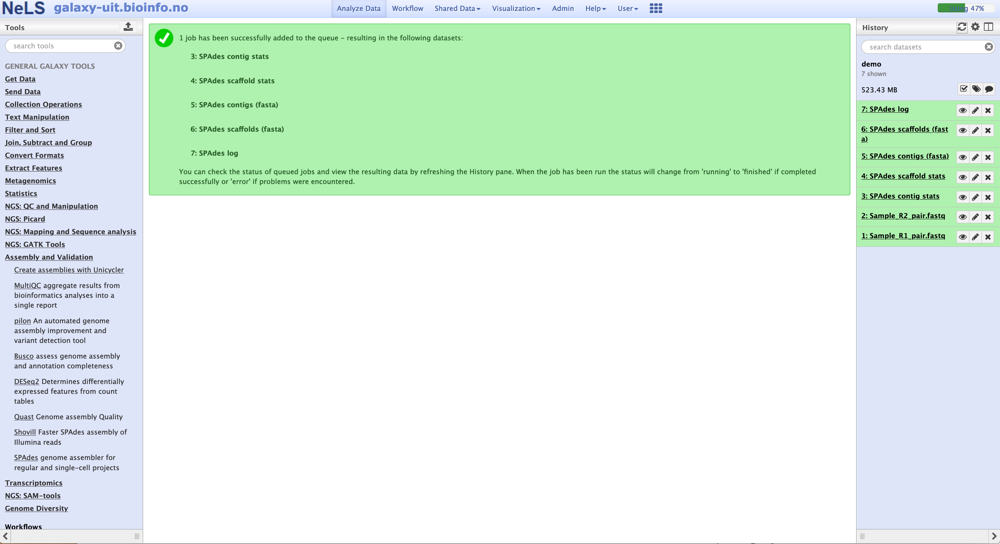 NeLS galaxy-uit.bioinfo.no
Analyze Data Workflow Shared Data Visualization Admin Help User
Using 47%
Tools
search tools
GENERAL GALAXY TOOLS
Get Data
Send Data
Collection Operations
Text Manipulation
Filter and Sort
Join, Subtract and Group
Convert Formats
Extract Features
Metagenomics
Statistics
NGS: QC and Manipulation
NGS: Picard
NGS: Mapping and Sequence analysis
NGS: GATK Tools
Assembly and Validation
Create assemblies with Unicycler
MultiQC aggregate results from
bioinformatics analyses into a
single report
pilon An automated genome
assembly improvement and
variant detection tool
Busco assess genome assembly
and annotation completeness
DESeq2 Determines differentially
expressed features from count
tables
Quast Genome assembly Quality
Shovill Faster SPAdes assembly of
Illumina reads
SPAdes genome assembler for
regular and single-cell projects
Transcriptomics
NGS: SAM-tools
Genome Diversity
Workflows
1 job has been successfully added to the queue - resulting in the following datasets:
3: SPAdes contig stats
4: SPAdes scaffold stats
5: SPAdes contigs (fasta)
6: SPAdes scaffolds (fasta)
7: SPAdes log
You can check the status of queued jobs and view the resulting data by refreshing the History pane. When the job has been run the status will change from 'running' to 'finished' if completed
successfully or 'error' if problems were encountered.
History
search datasets
demo
7 shown
523.43 MB
7: SPAdes log
6: SPAdes scaffolds (fast
a)
5: SPAdes contigs (fasta)
4: SPAdes scaffold stats
3: SPAdes contig stats
2: Sample_R2_pair.fastq
1: Sample_R1_pair.fastq